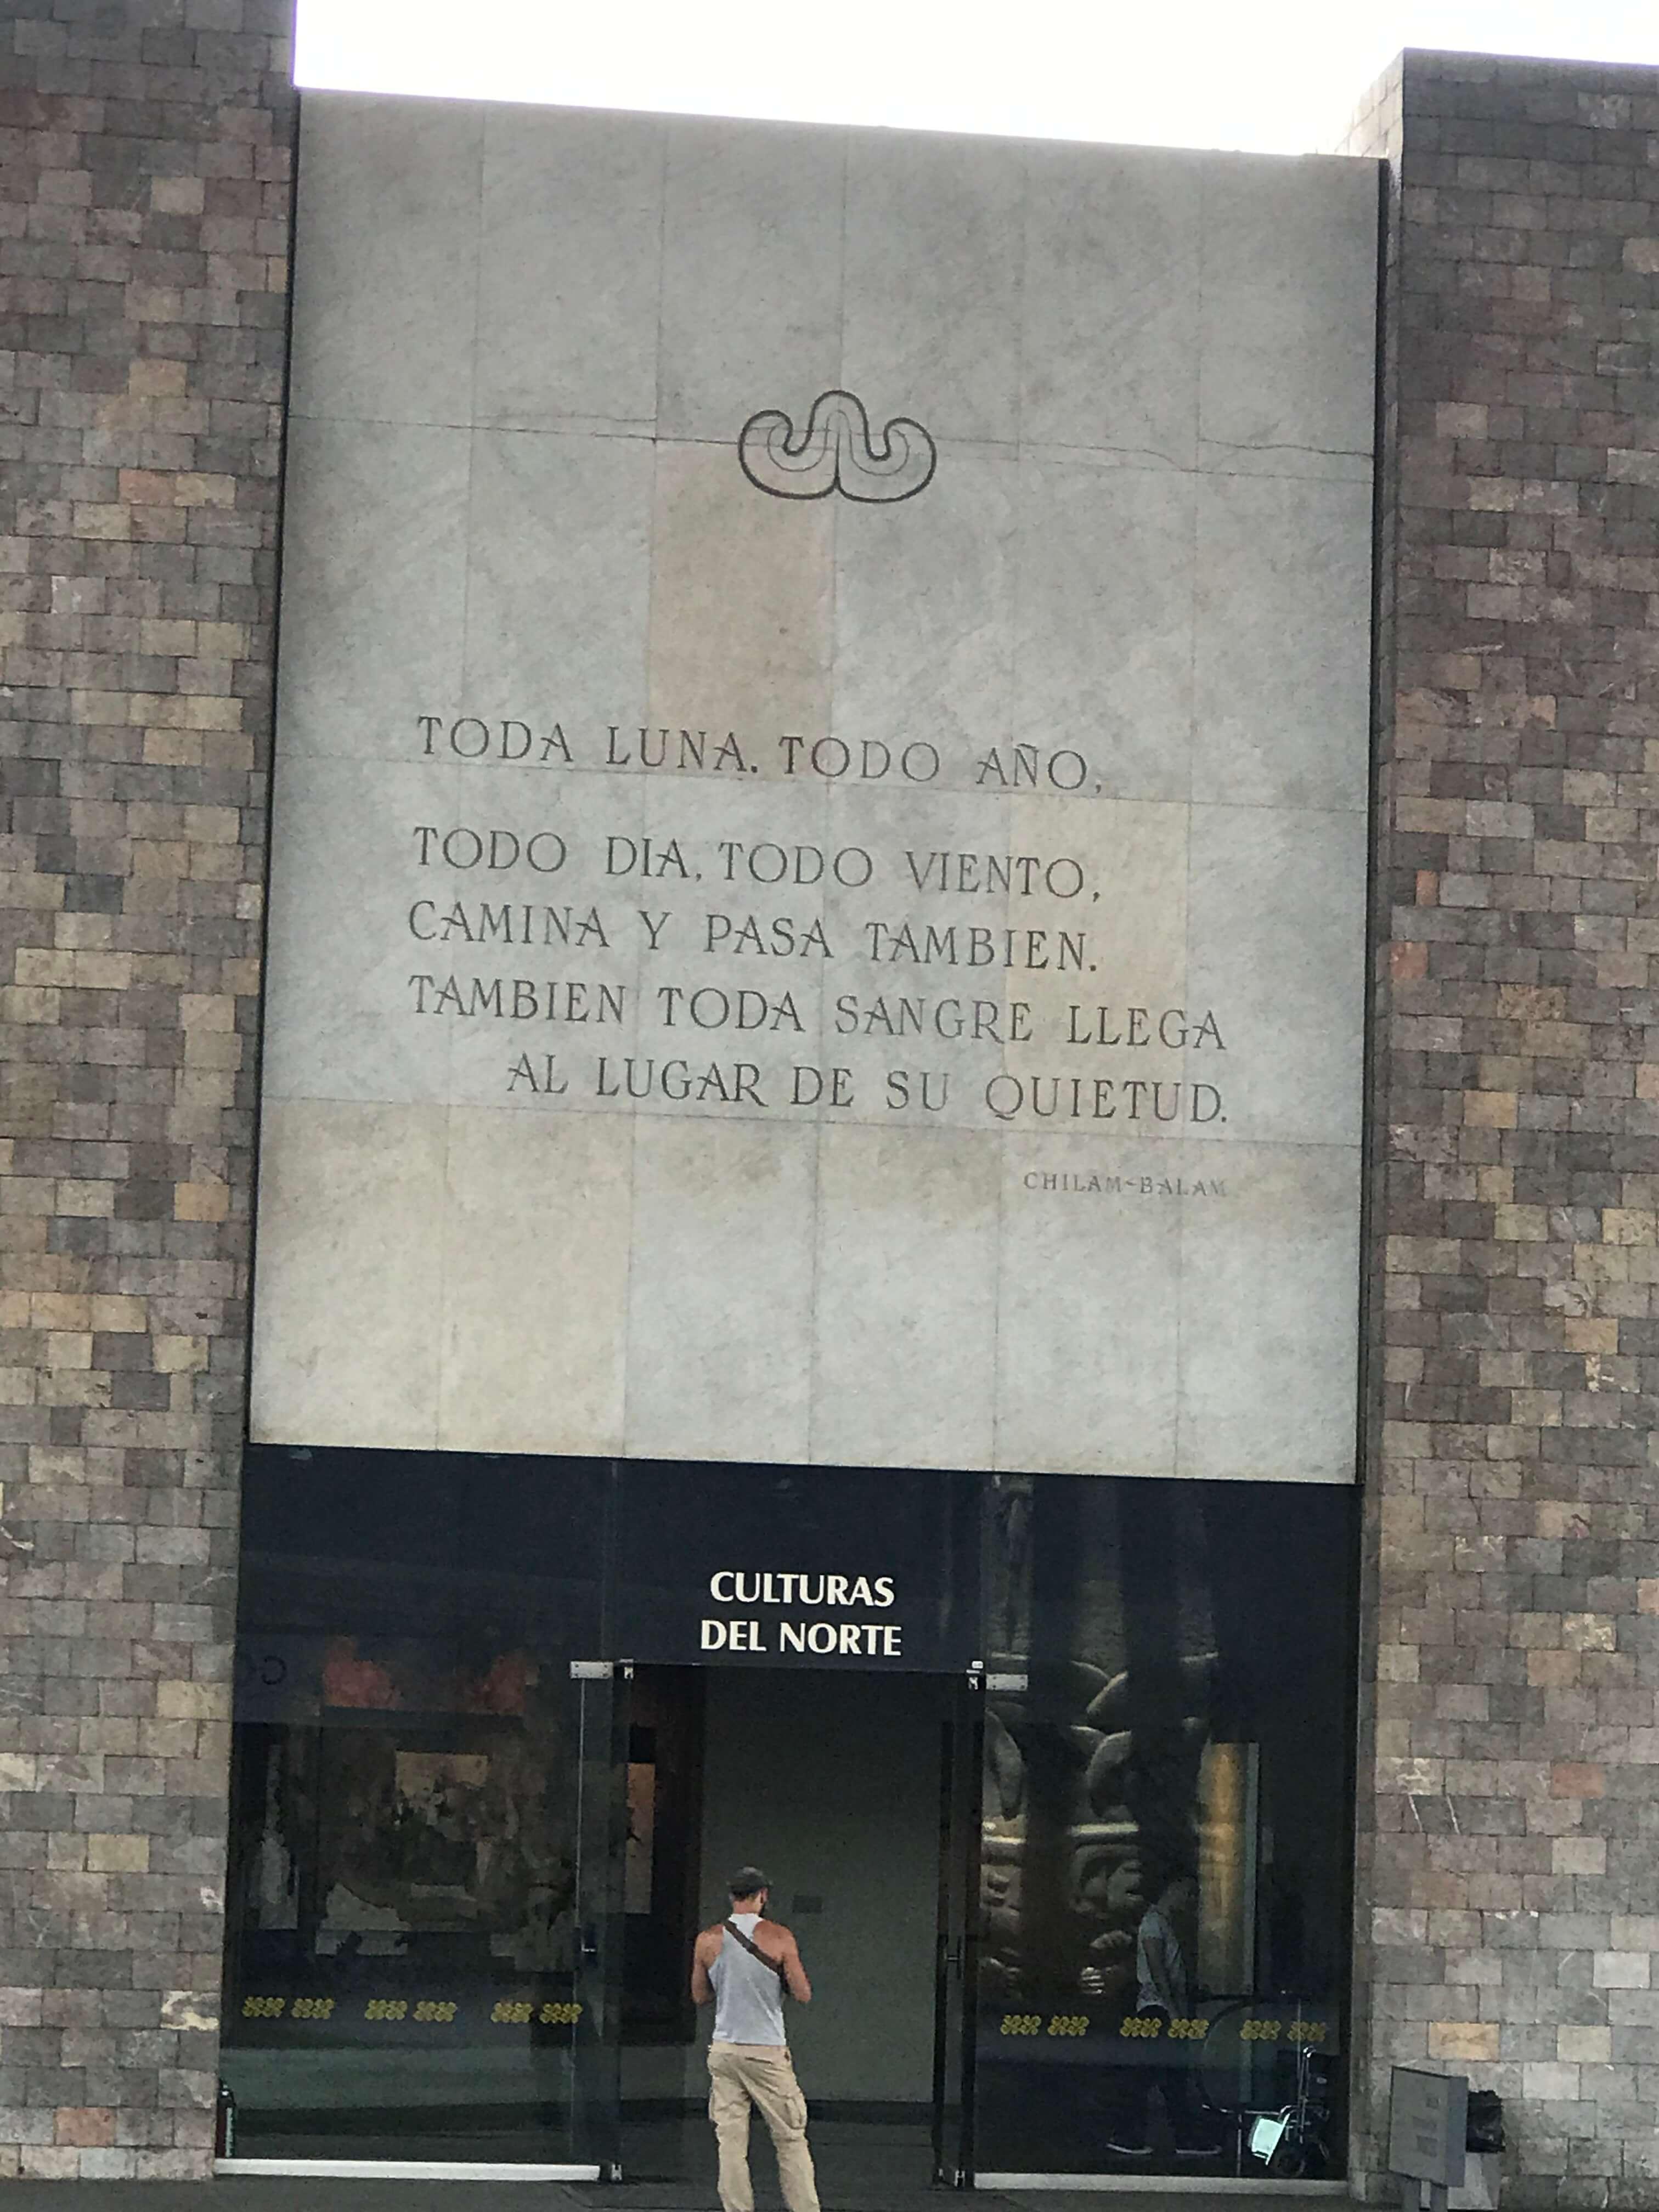 TODA LUNA. TODO AÑO,
TODO DIA, TODO VIENTO,
CAMINA Y PASA TAMBIEN.
TAMBIEN TODA SANGRE LLEGA
AL LUGAR DE SU QUIETUD.
CHILAM-BALAM
CULTURAS
DEL NORTE